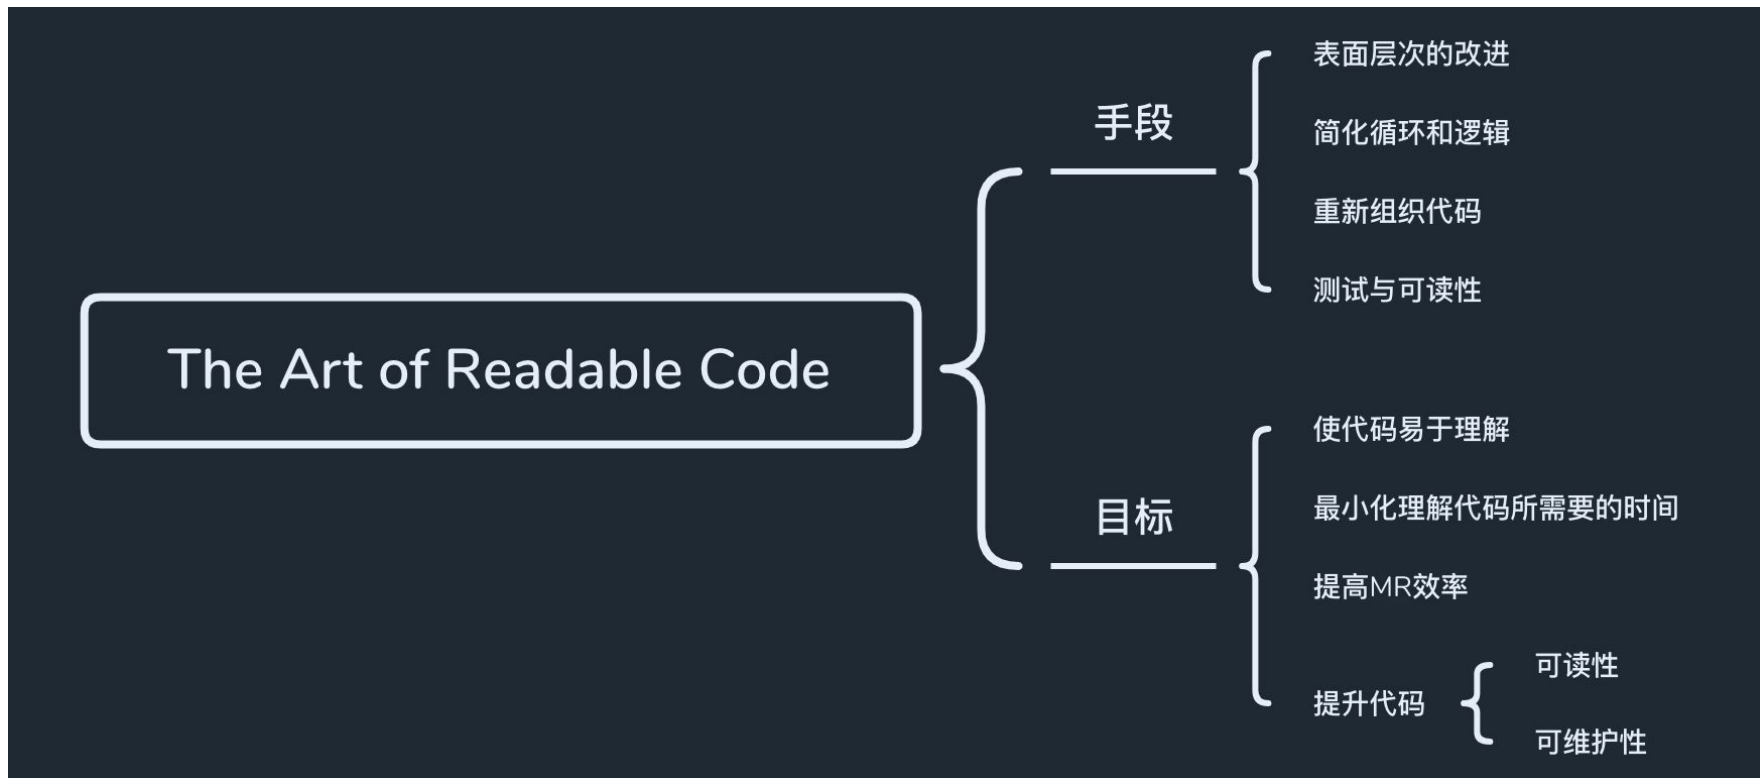 The Art of Readable Code
手段
表面层次的改进
简化循环和逻辑
重新组织代码
测试与可读性
目标
使代码易于理解
最小化理解代码所需要的时间
提高MR效率
提升代码
可读性
可维护性